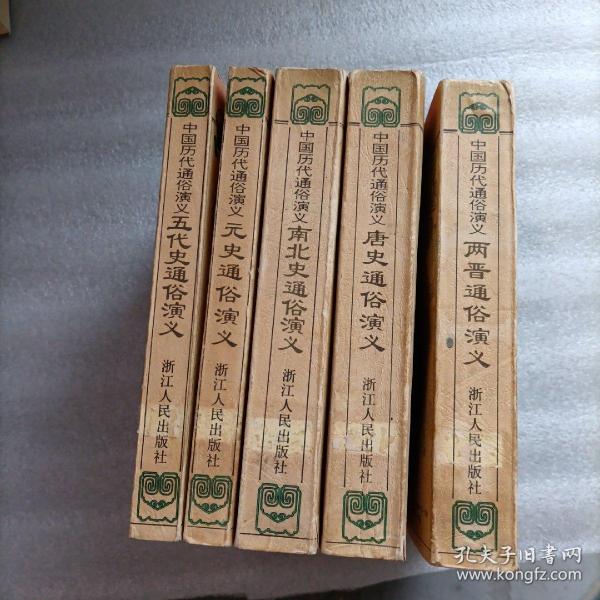 中国历代通俗演义 五代史通俗演义 浙江人民出版社
中国历代通俗演义 元史通俗演义 浙江人民出版社
中国历代通俗演义 南北史通俗演义 浙江人民出版社
中国历代通俗演义 唐史通俗演义 浙江人民出版社
中国历代通俗演义 两晋通俗演义 浙江人民出版社
孔夫子旧书网
www.kongfz.com